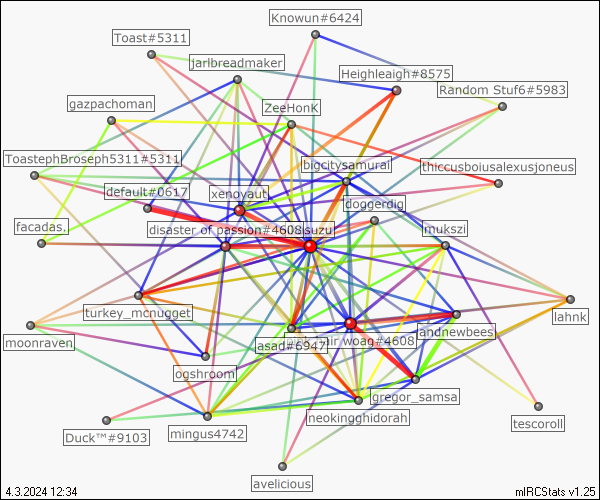 Knowun#6424
Toast#5311
jarlbreadmaker
Heighleaigh#8575
Random Stuf6#5983
gazpachoman
ZeeHonK
ToastephBroseph5311#5311
bigcitysamurai
thiccusboiusalexusjoneus
default#0617
xenoyaut
doggerdig
facadas.
disaster of passion#4608
suzu
mukszi
turkey_mcnugget
lahnk
moonraven
asad#6947
woag#4608
andnewbees
ogshroom
gregor_samsa
neokingghidorah
tescoroll
Duck™#9103
mingus4742
avelicious
4.3.2024 12:34
mIRCStats v1.25